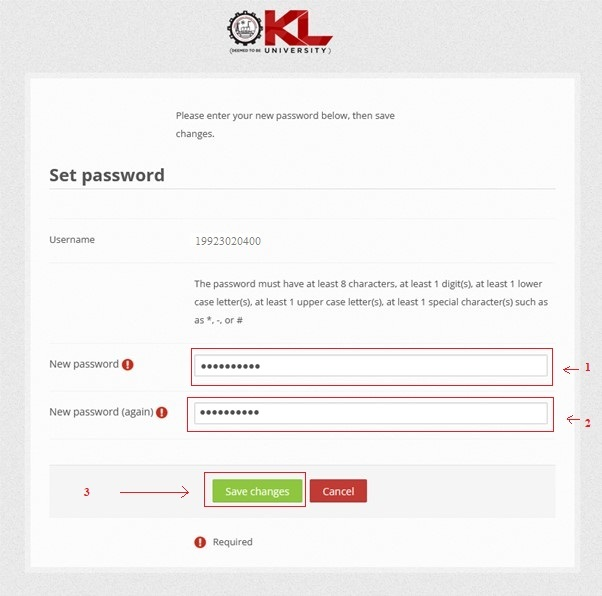 KL
(DEEMED TO BE UNIVERSITY)
Please enter your new password below, then save
changes.
Set password
Username 19923020400
The password must have at least 8 characters, at least 1 digit(s), at least 1 lower
case letter(s), at least 1 upper case letter(s), at least 1 special character(s) such as
as *, -, or #
New password ●●●●●●●●●● 1
New password (again) ●●●●●●●●●● 2
3 Save changes Cancel
Required